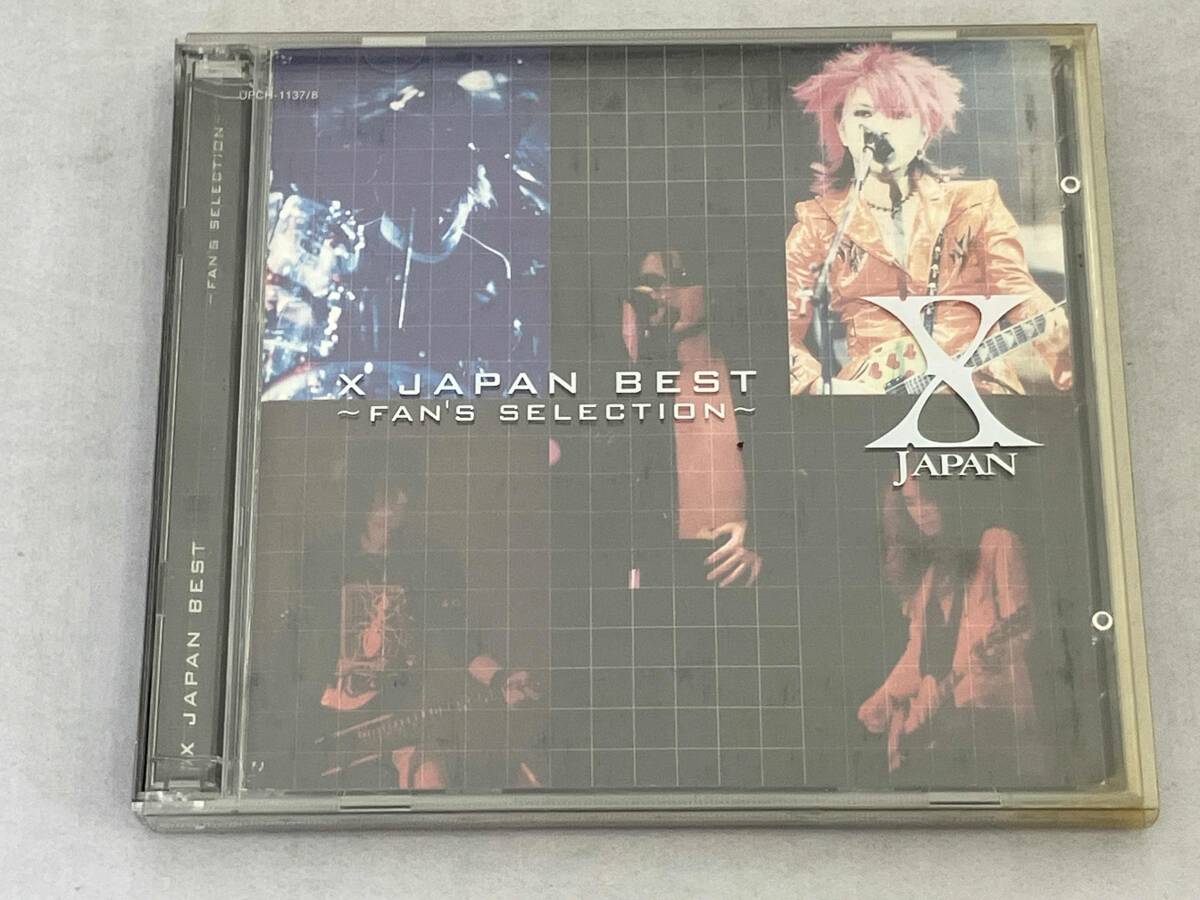 UPCH-1137/8
~FAN'S SELECTION~
X JAPAN BEST
X JAPAN BEST
~FAN'S SELECTION~
X
JAPAN